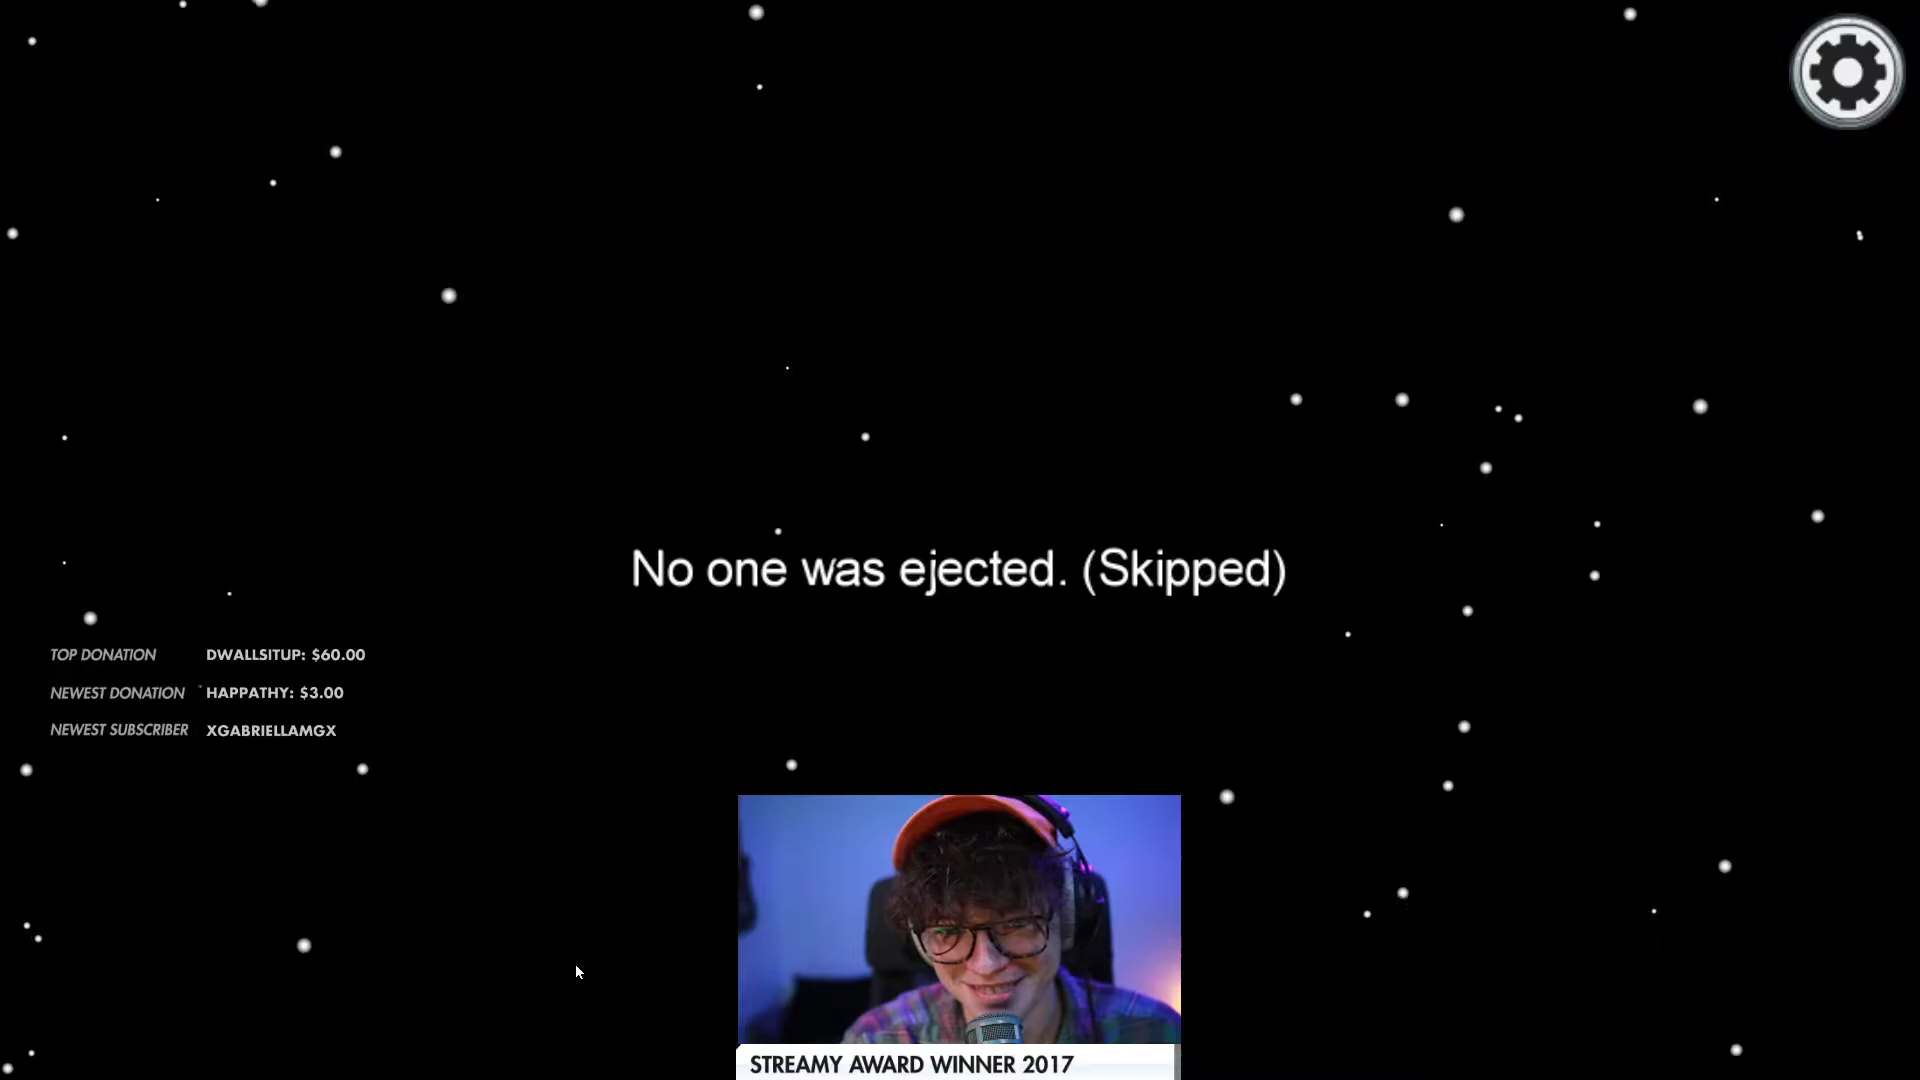 No one was ejected. (Skipped)
TOP DONATION DWALLSITUP: $60.00
NEWEST DONATION HAPPATHY: $3.00
NEWEST SUBSCRIBER XGABRIELLAMGX
STREAMY AWARD WINNER 2017